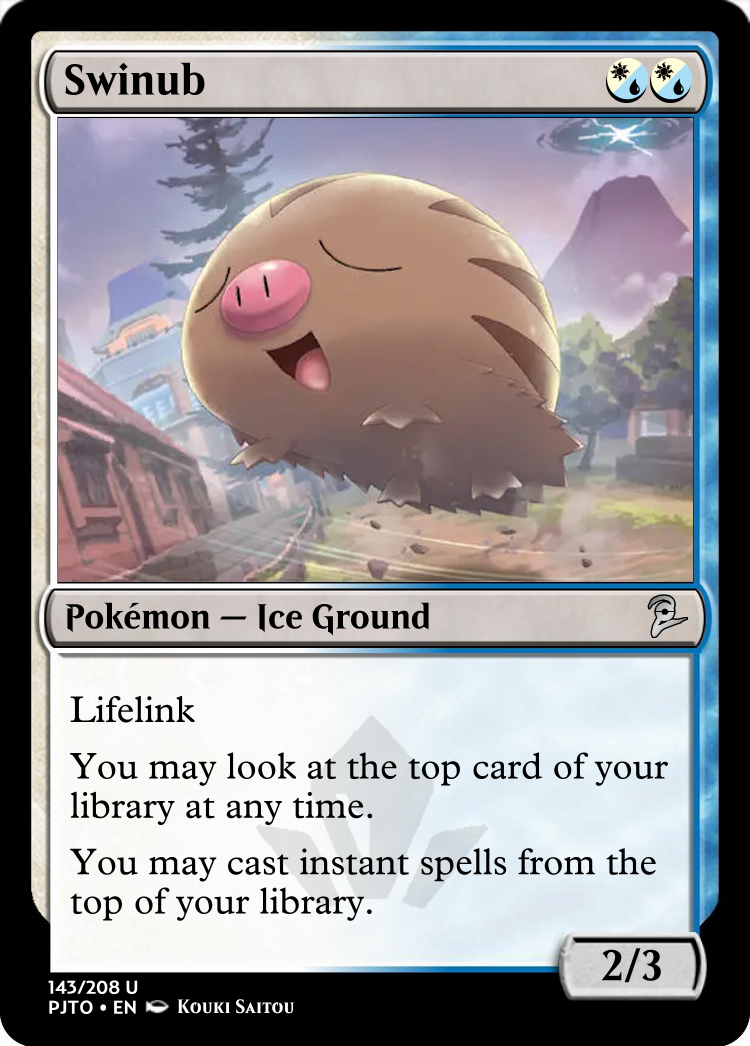 Swinub
Pokémon — Ice Ground
Lifelink
You may look at the top card of your
library at any time.
You may cast instant spells from the
top of your library.
2/3
143/208 U
PJTO • EN Kouki Saitou